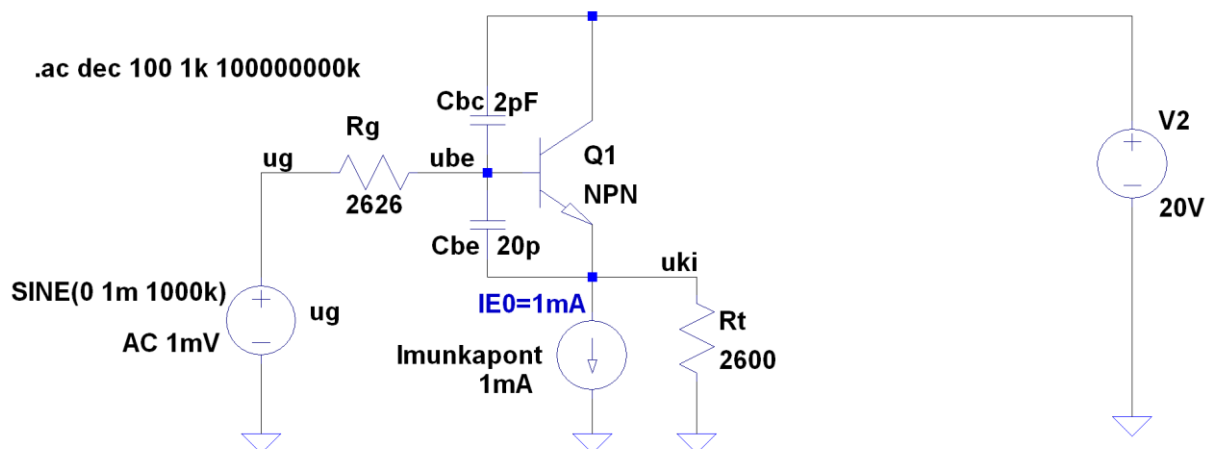 .ac dec 100 1k 100000000k
Cbc 2pF
Rg
ug
ube
2626
Q1
NPN
V2
+
−
20V
Cbe 20p
uki
SINE(0 1m 1000k)
+
−
ug
AC 1mV
IE0=1mA
Imunkapont
1mA
Rt
2600